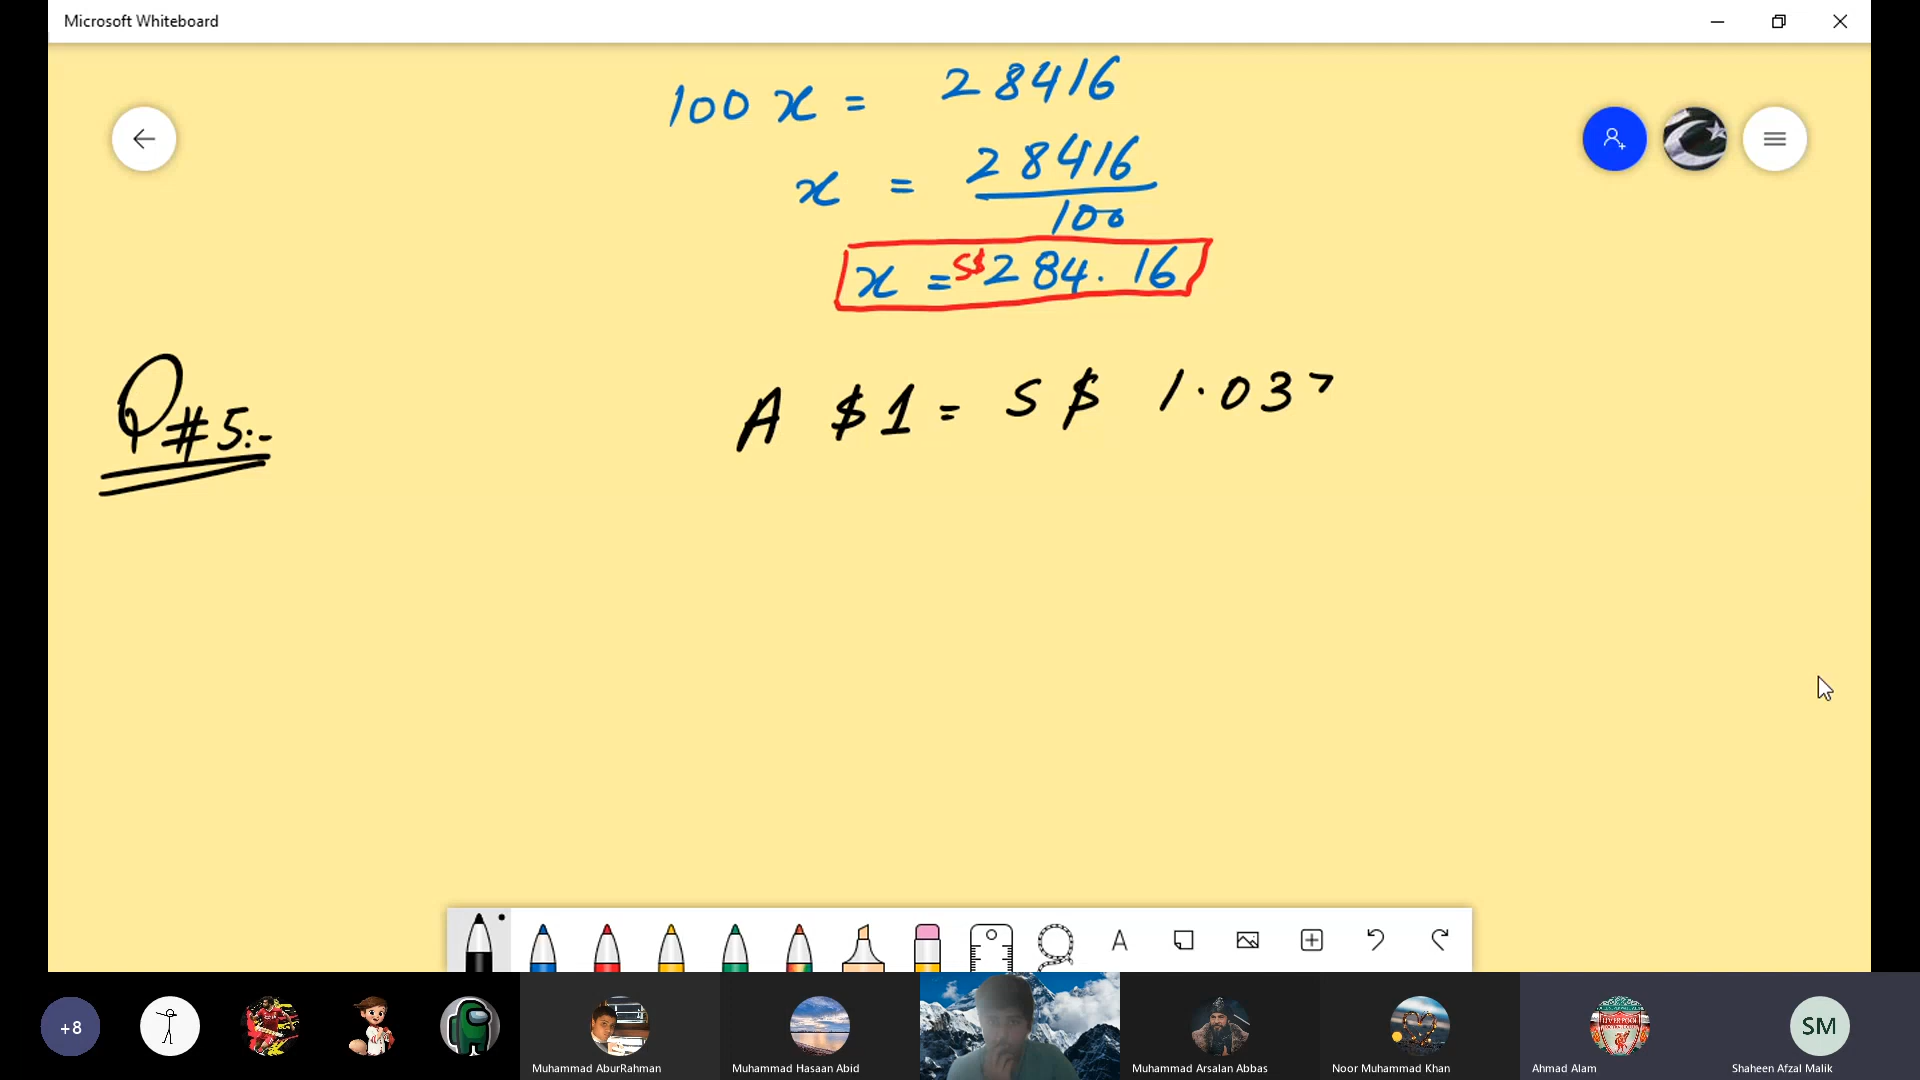 Microsoft Whiteboard
100 x = 28416
x = 28416
100
x = S$ 284.16
Q#5:-
A $1 = S $ 1.037
A
+8
Muhammad AburRahman
Muhammad Hasaan Abid
Muhammad Arsalan Abbas
Noor Muhammad Khan
LIVERPOOL
Ahmad Alam
SM
Shaheen Afzal Malik